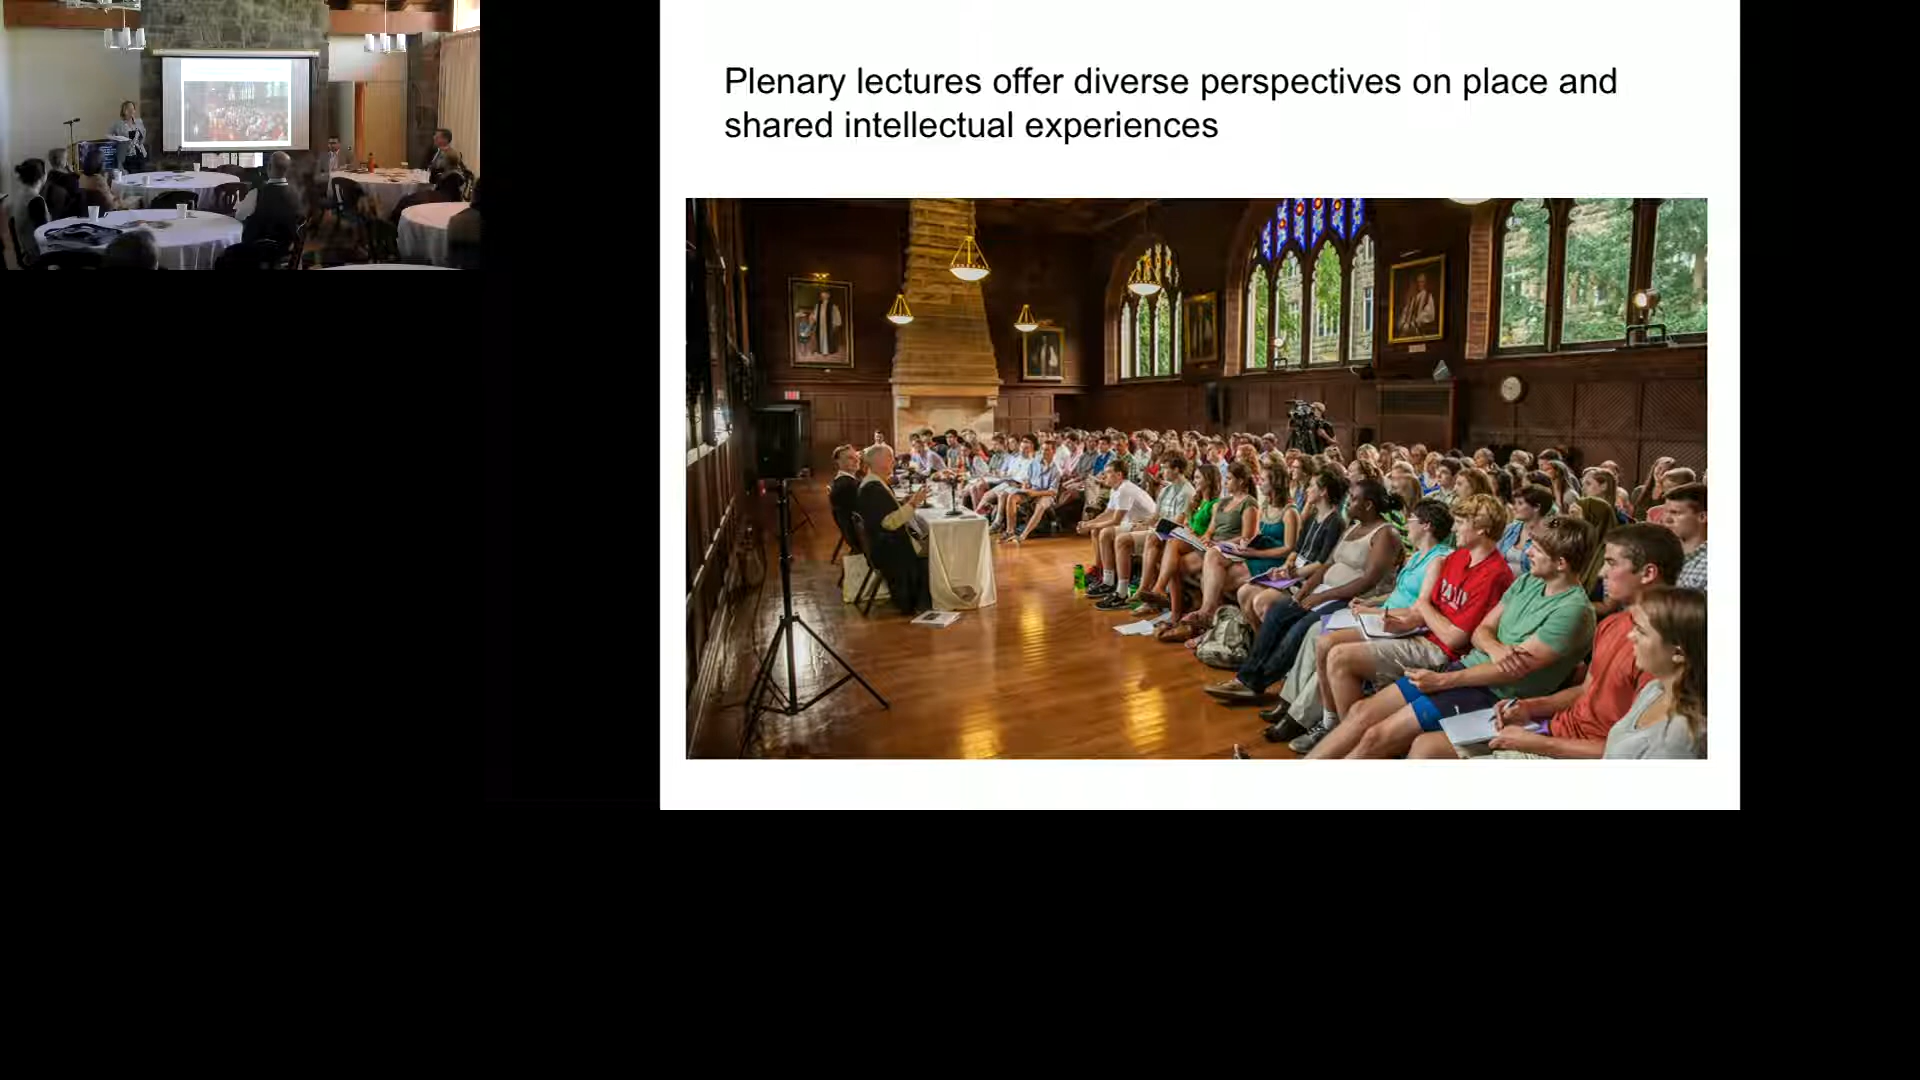 Plenary lectures offer diverse perspectives on place and
shared intellectual experiences